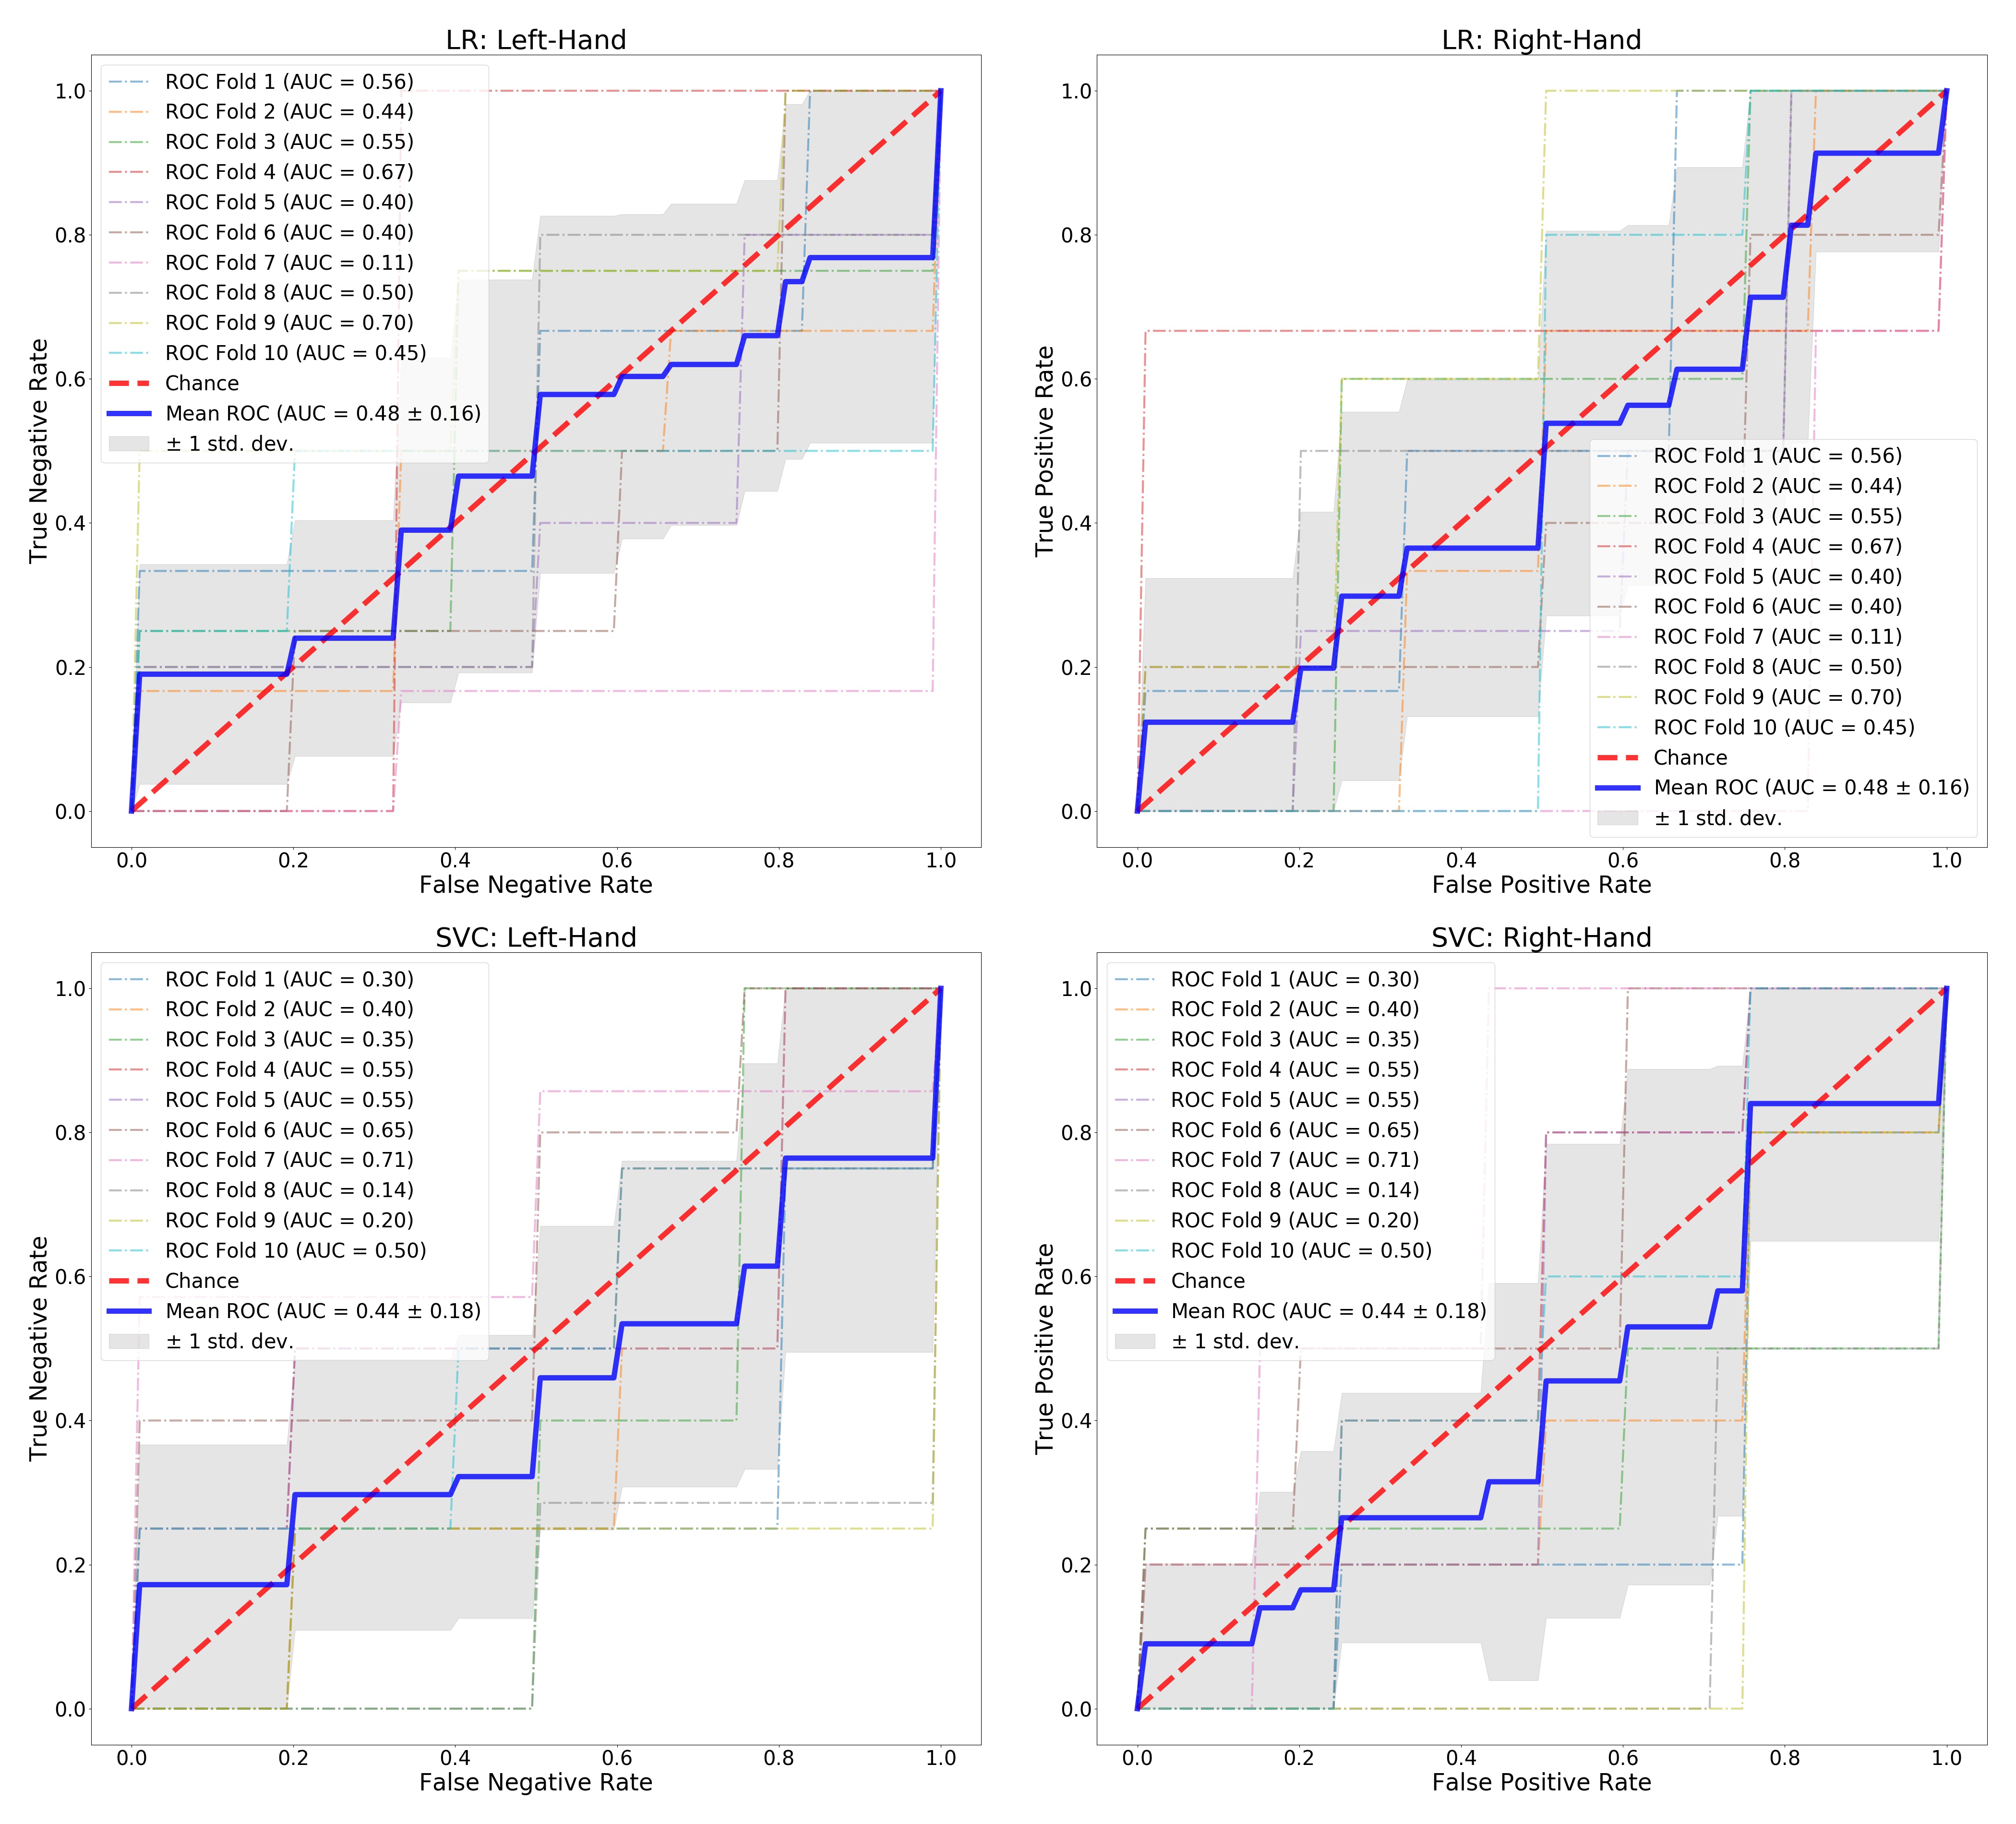 LR: Left-Hand
True Negative Rate
1.0
0.8
0.6
0.4
0.2
0.0
ROC Fold 1 (AUC = 0.56)
ROC Fold 2 (AUC = 0.44)
ROC Fold 3 (AUC = 0.55)
ROC Fold 4 (AUC = 0.67)
ROC Fold 5 (AUC = 0.40)
ROC Fold 6 (AUC = 0.40)
ROC Fold 7 (AUC = 0.11)
ROC Fold 8 (AUC = 0.50)
ROC Fold 9 (AUC = 0.70)
ROC Fold 10 (AUC = 0.45)
Chance
Mean ROC (AUC = 0.48 ± 0.16)
± 1 std. dev.
0.0 0.2 0.4 0.6 0.8 1.0
False Negative Rate
LR: Right-Hand
True Positive Rate
1.0
0.8
0.6
0.4
0.2
0.0
ROC Fold 1 (AUC = 0.56)
ROC Fold 2 (AUC = 0.44)
ROC Fold 3 (AUC = 0.55)
ROC Fold 4 (AUC = 0.67)
ROC Fold 5 (AUC = 0.40)
ROC Fold 6 (AUC = 0.40)
ROC Fold 7 (AUC = 0.11)
ROC Fold 8 (AUC = 0.50)
ROC Fold 9 (AUC = 0.70)
ROC Fold 10 (AUC = 0.45)
Chance
Mean ROC (AUC = 0.48 ± 0.16)
± 1 std. dev.
0.0 0.2 0.4 0.6 0.8 1.0
False Positive Rate
SVC: Left-Hand
True Negative Rate
1.0
0.8
0.6
0.4
0.2
0.0
ROC Fold 1 (AUC = 0.30)
ROC Fold 2 (AUC = 0.40)
ROC Fold 3 (AUC = 0.35)
ROC Fold 4 (AUC = 0.55)
ROC Fold 5 (AUC = 0.55)
ROC Fold 6 (AUC = 0.65)
ROC Fold 7 (AUC = 0.71)
ROC Fold 8 (AUC = 0.14)
ROC Fold 9 (AUC = 0.20)
ROC Fold 10 (AUC = 0.50)
Chance
Mean ROC (AUC = 0.44 ± 0.18)
± 1 std. dev.
0.0 0.2 0.4 0.6 0.8 1.0
False Negative Rate
SVC: Right-Hand
True Positive Rate
1.0
0.8
0.6
0.4
0.2
0.0
ROC Fold 1 (AUC = 0.30)
ROC Fold 2 (AUC = 0.40)
ROC Fold 3 (AUC = 0.35)
ROC Fold 4 (AUC = 0.55)
ROC Fold 5 (AUC = 0.55)
ROC Fold 6 (AUC = 0.65)
ROC Fold 7 (AUC = 0.71)
ROC Fold 8 (AUC = 0.14)
ROC Fold 9 (AUC = 0.20)
ROC Fold 10 (AUC = 0.50)
Chance
Mean ROC (AUC = 0.44 ± 0.18)
± 1 std. dev.
0.0 0.2 0.4 0.6 0.8 1.0
False Positive Rate